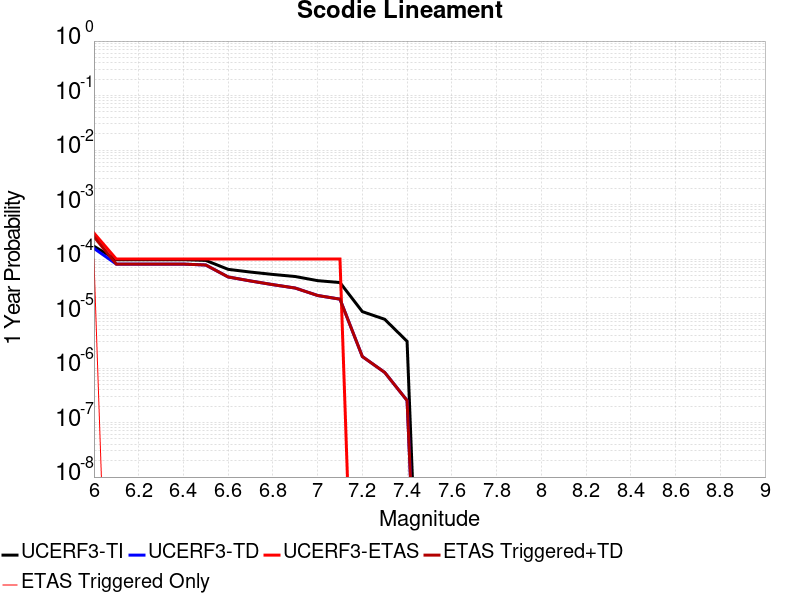 Scodie Lineament
10^0
10^-1
10^-2
10^-3
10^-4
10^-5
10^-6
10^-7
10^-8
1 Year Probability
6 6.2 6.4 6.6 6.8 7 7.2 7.4 7.6 7.8 8 8.2 8.4 8.6 8.8 9
Magnitude
UCERF3-TI UCERF3-TD UCERF3-ETAS ETAS Triggered+TD
ETAS Triggered Only